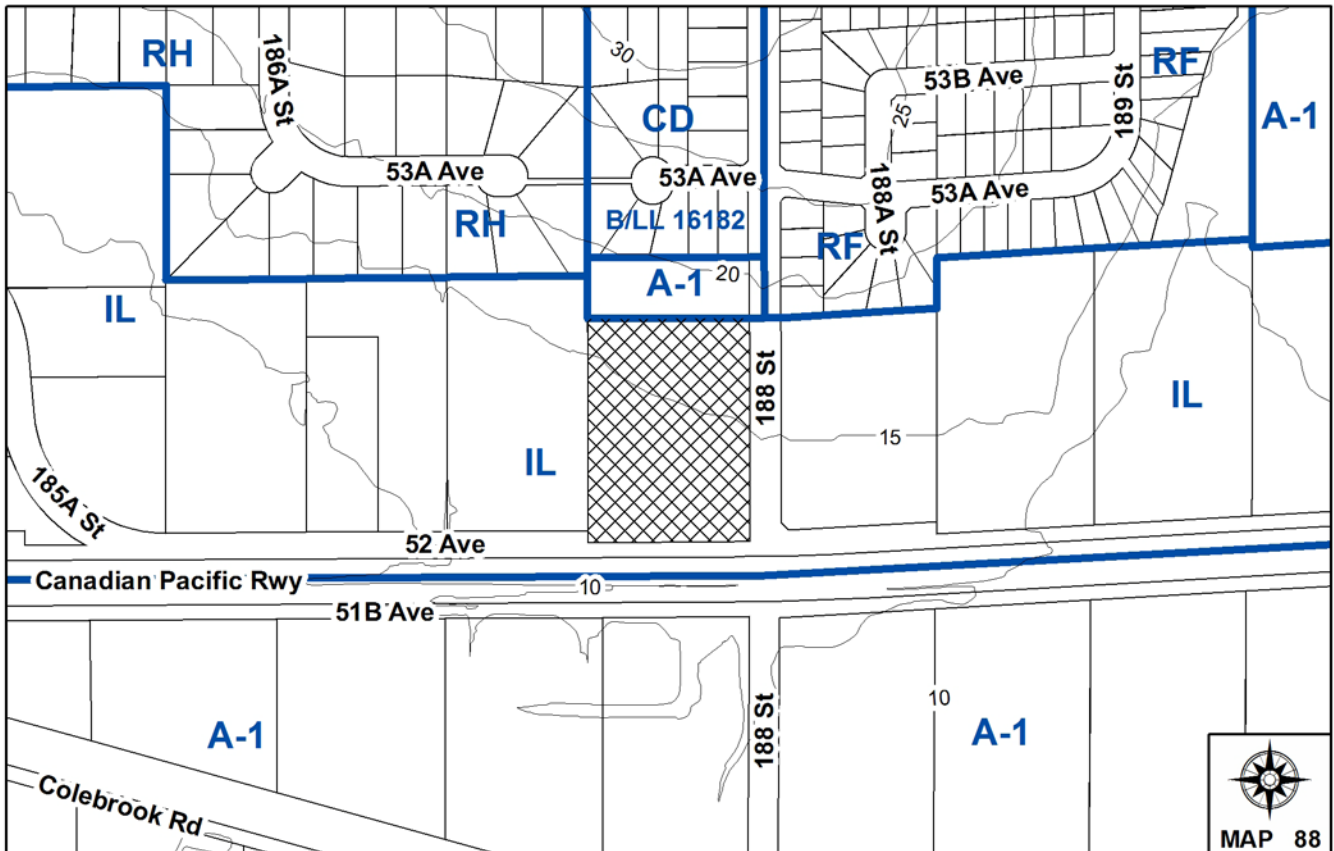 RH
186A St
30
53B Ave
RF
189 St
A-1
CD
25
53A Ave
53A Ave
53A Ave
188A St
RH
B/LL 16182
RF
A-1
20
IL
188 St
IL
15
IL
185A St
52 Ave
Canadian Pacific Rwy
10
51B Ave
188 St
10
A-1
A-1
Colebrook Rd
MAP 88